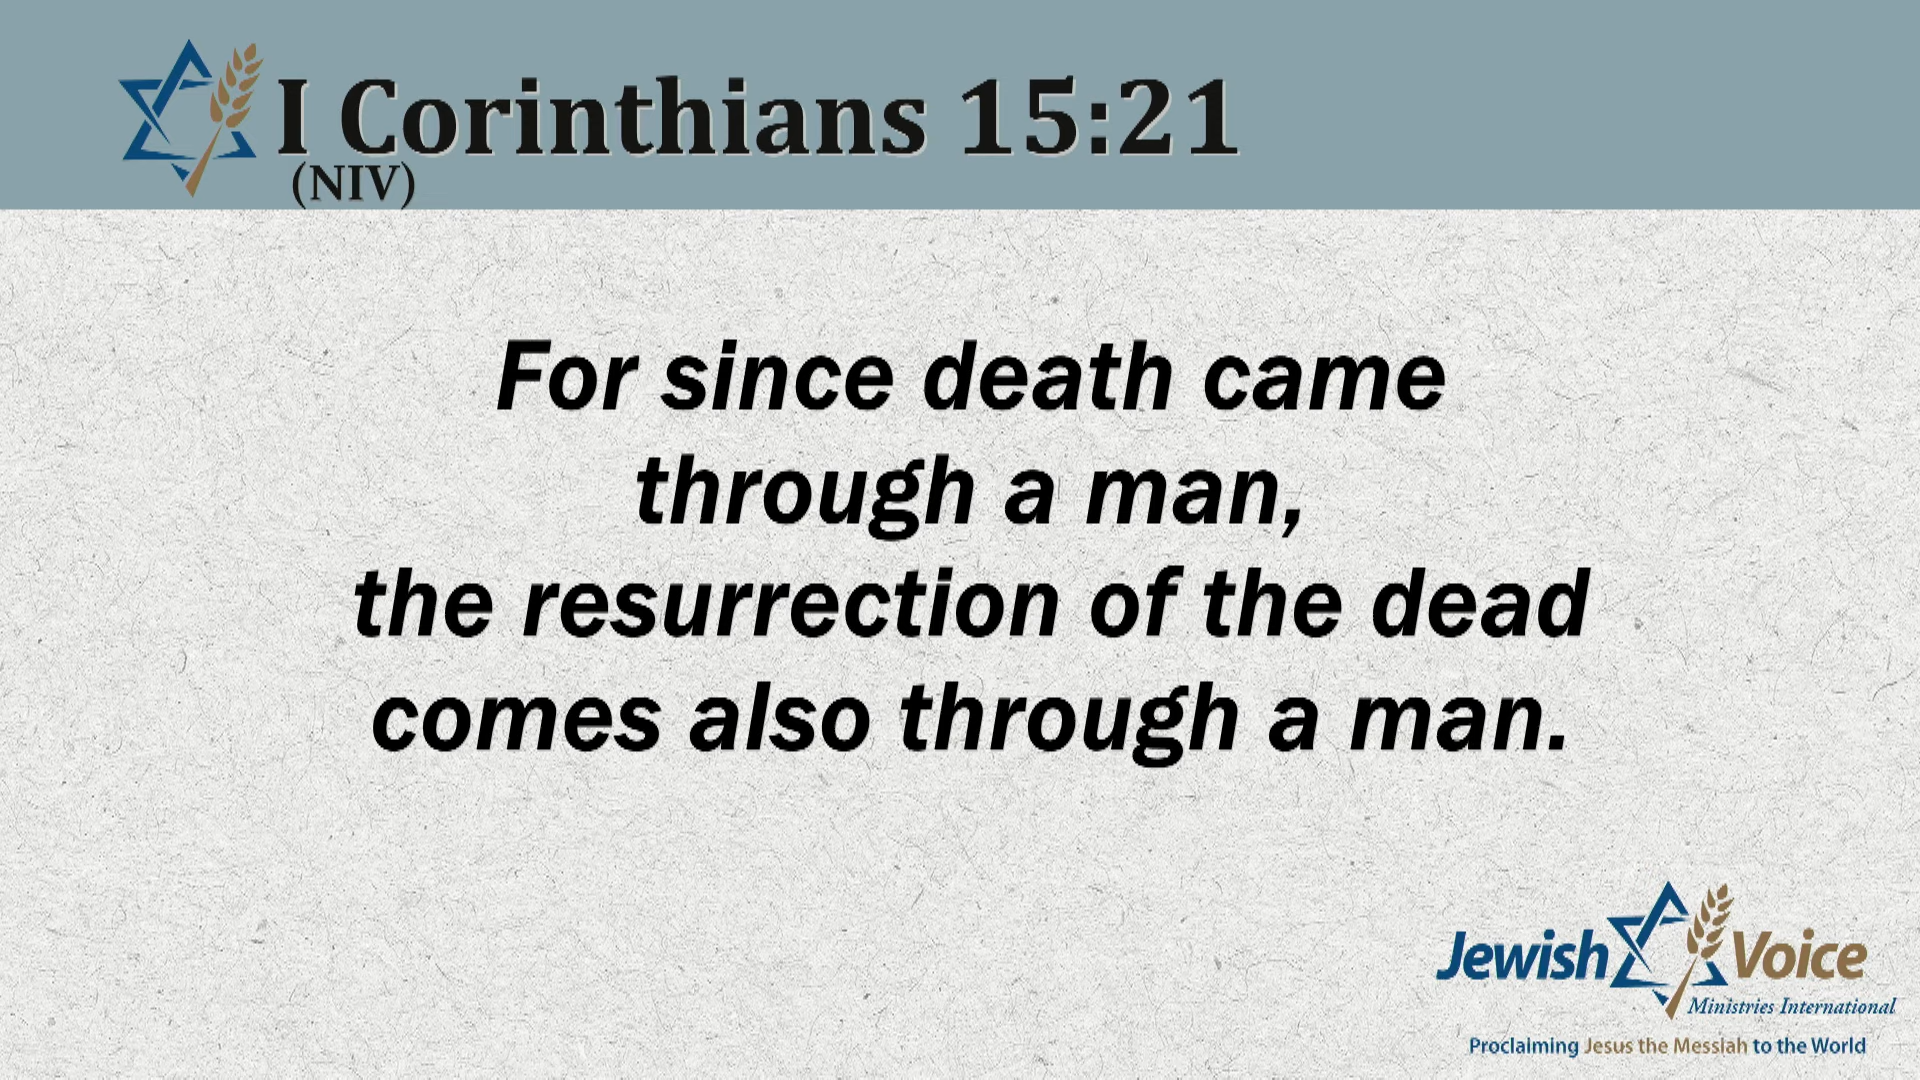 I Corinthians 15:21
(NIV)
For since death came
through a man,
the resurrection of the dead
comes also through a man.
Jewish Voice
Ministries International
Proclaiming Jesus the Messiah to the World